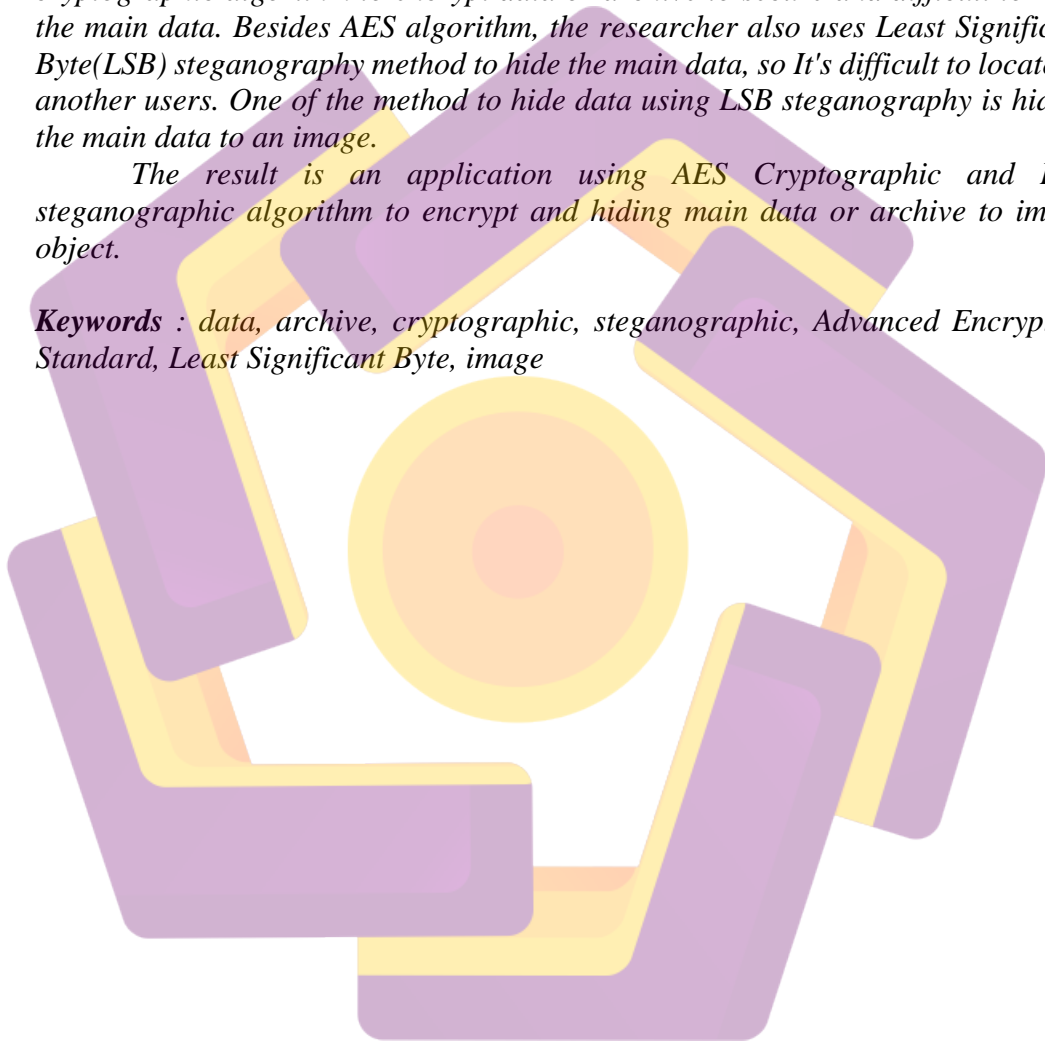 the main data. Besides AES algorithm, the researcher also uses Least Signific
Byte(LSB) steganography method to hide the main data, so It's difficult to locate
another users. One of the method to hide data using LSB steganography is hid
the main data to an image.
The result is an application using AES Cryptographic and
steganographic algorithm to encrypt and hiding main data or archive to im
object.
Keywords : data, archive, cryptographic, steganographic, Advanced Encryp
Standard, Least Significant Byte, image